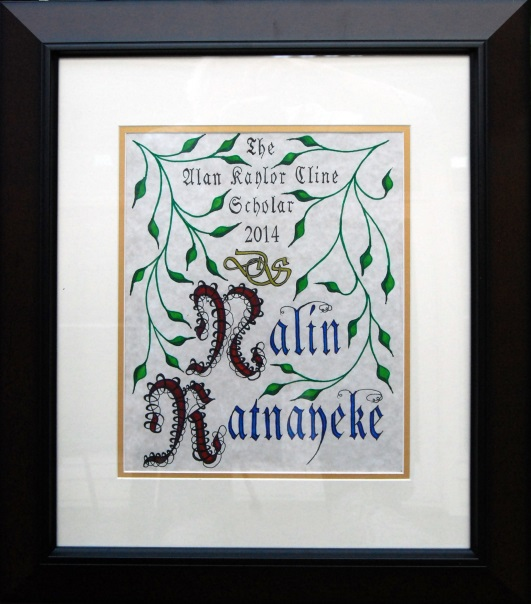 The
Alan Kaylor Cline
Scholar
2014
Nalin
Ratnayeke